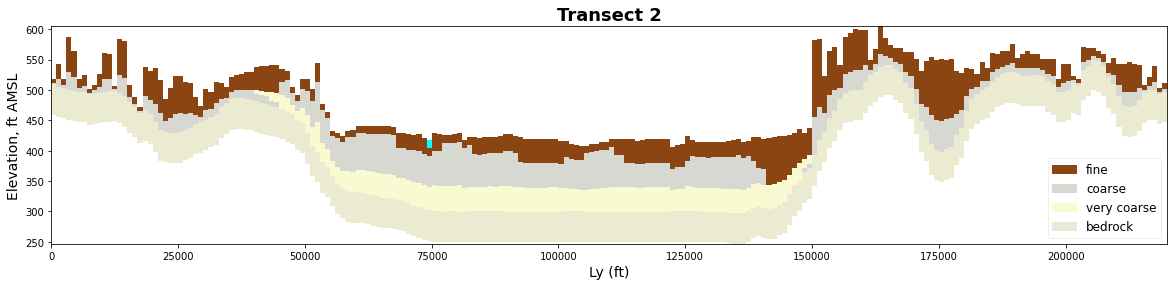 Transect 2
Elevation, ft AMSL
600
550
500
450
400
350
300
250
fine
coarse
very coarse
bedrock
0 25000 50000 75000 100000 125000 150000 175000 200000
Ly (ft)